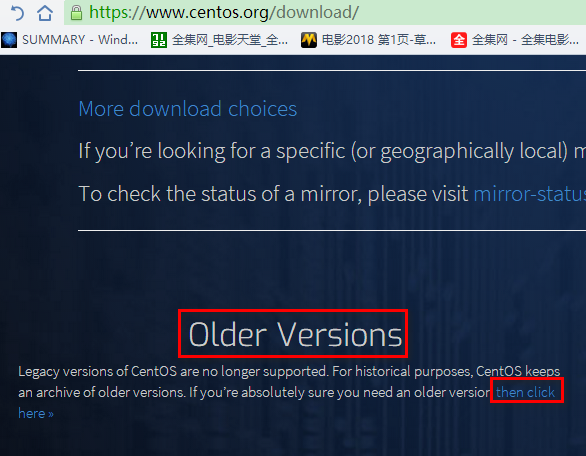 https://www.centos.org/download/
SUMMARY - Wind... 全集网_电影天堂_全... 电影2018 第1页-章... 全 全集网 - 全集电影...
More download choices
If you're looking for a specific (or geographically local) m
To check the status of a mirror, please visit mirror-status
Older Versions
Legacy versions of CentOS are no longer supported. For historical purposes, CentOS keeps
an archive of older versions. If you're absolutely sure you need an older version then click
here »